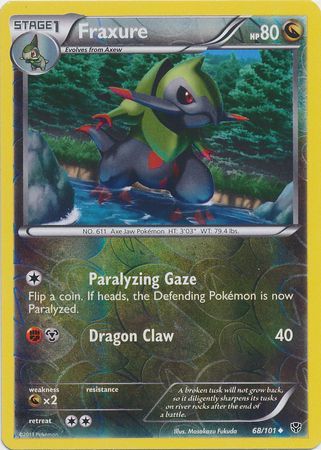 STAGE1
Fraxure
HP80
Evolves from Axew
NO. 611 Axe Jaw Pokémon HT: 3'03" WT: 79.4 lbs.
Paralyzing Gaze
Flip a coin. If heads, the Defending Pokémon is now
Paralyzed.
Dragon Claw 40
weakness resistance
×2
retreat
A broken tusk will not grow back,
so it diligently sharpens its tusks
on river rocks after the end of
a battle.
©2011 Pokémon
Illus. Masakazu Fukuda
68/101